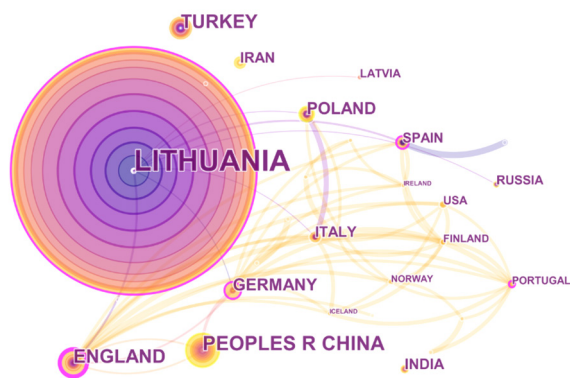 TURKEY
IRAN
LATVIA
POLAND
SPAIN
LITHUANIA
RUSSIA
IRELAND
USA
ITALY
FINLAND
GERMANY
NORWAY
PORTUGAL
ICELAND
PEOPLES R CHINA
ENGLAND
INDIA